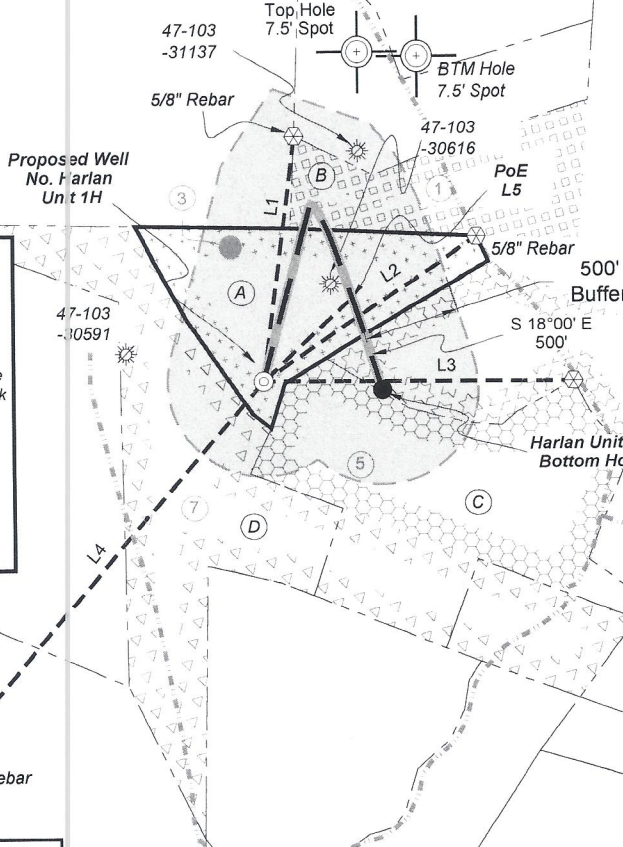 Top Hole
7.5' Spot
47-103
-31137
BTM Hole
7.5' Spot
5/8" Rebar
47-103
-30616
Proposed Well
No. Harlan
Unit 1H
B
PoE
L5
3
1
L1
5/8" Rebar
A
L2
500'
Buffer
47-103
-30591
S 18°00' E
500'
L3
Harlan Unit
Bottom Ho
5
C
7
D
L4
ebar